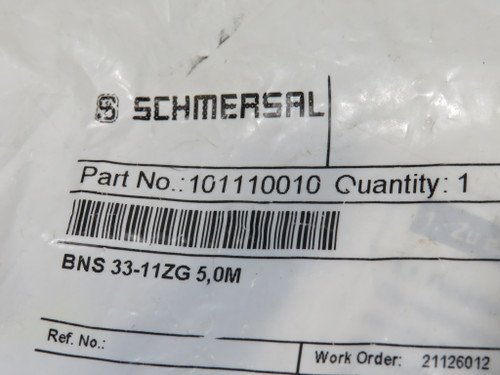 SCHMERSAL
Part No.: 101110010 Quantity: 1
BNS 33-11ZG 5,0M
Ref. No.:
Work Order: 21126012